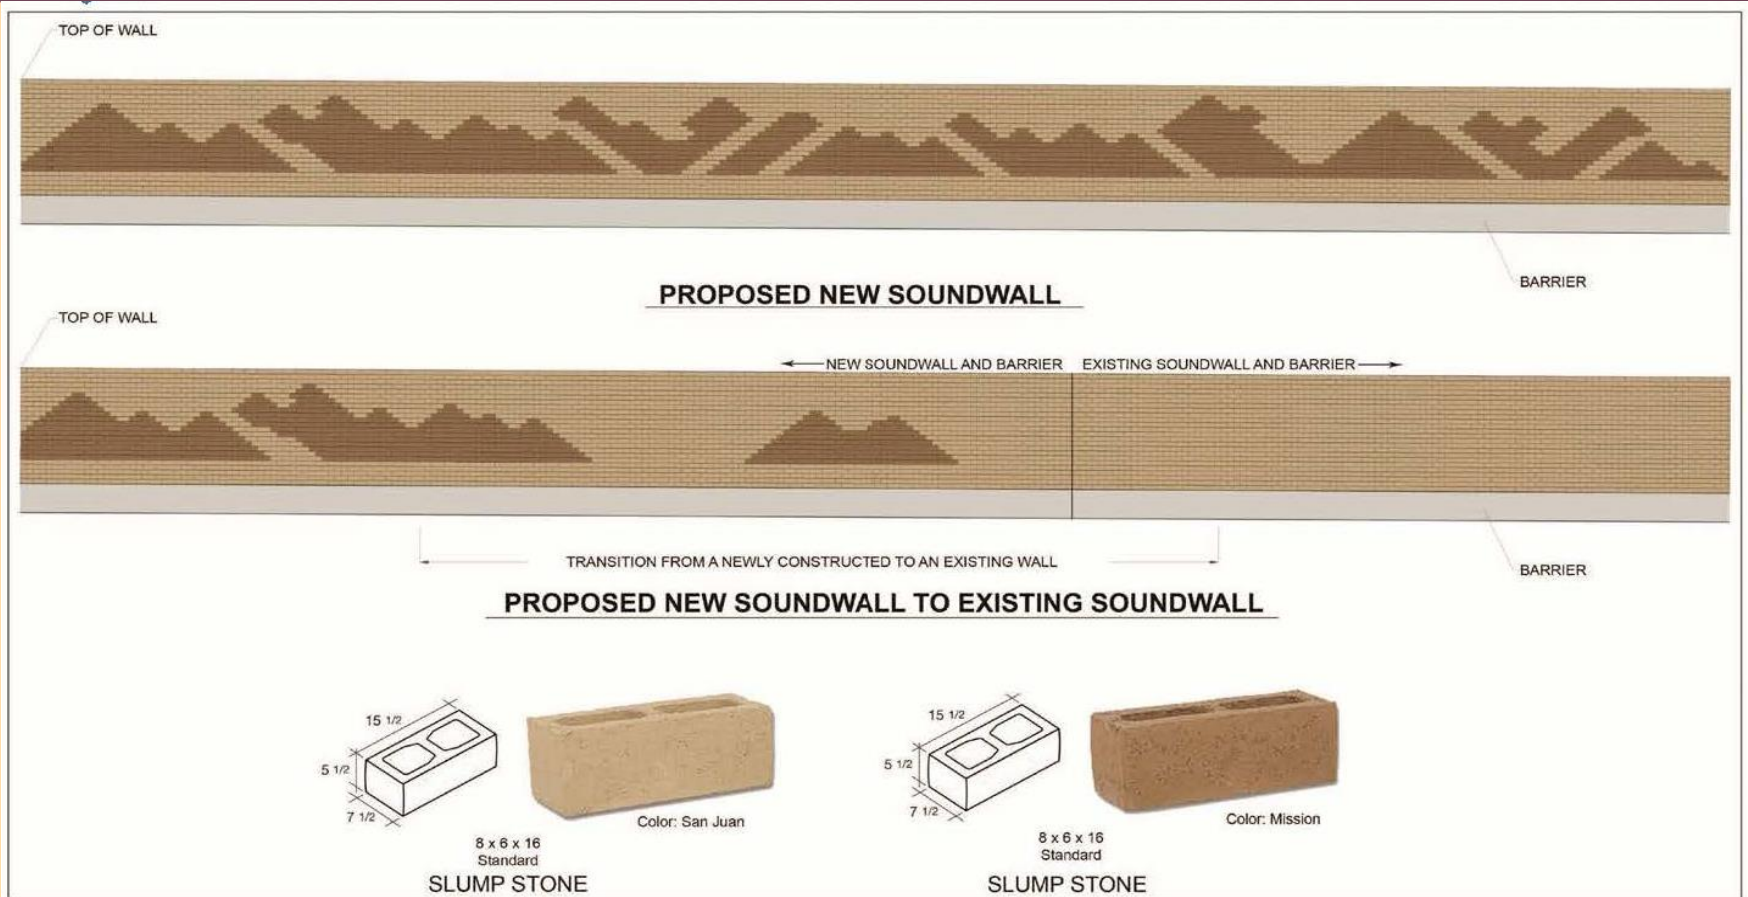 TOP OF WALL
BARRIER
PROPOSED NEW SOUNDWALL
TOP OF WALL
NEW SOUNDWALL AND BARRIER
EXISTING SOUNDWALL AND BARRIER
BARRIER
TRANSITION FROM A NEWLY CONSTRUCTED TO AN EXISTING WALL
PROPOSED NEW SOUNDWALL TO EXISTING SOUNDWALL
15 1/2
5 1/2
7 1/2
Color: San Juan
8 x 6 x 16
Standard
SLUMP STONE
15 1/2
5 1/2
7 1/2
Color: Mission
8 x 6 x 16
Standard
SLUMP STONE